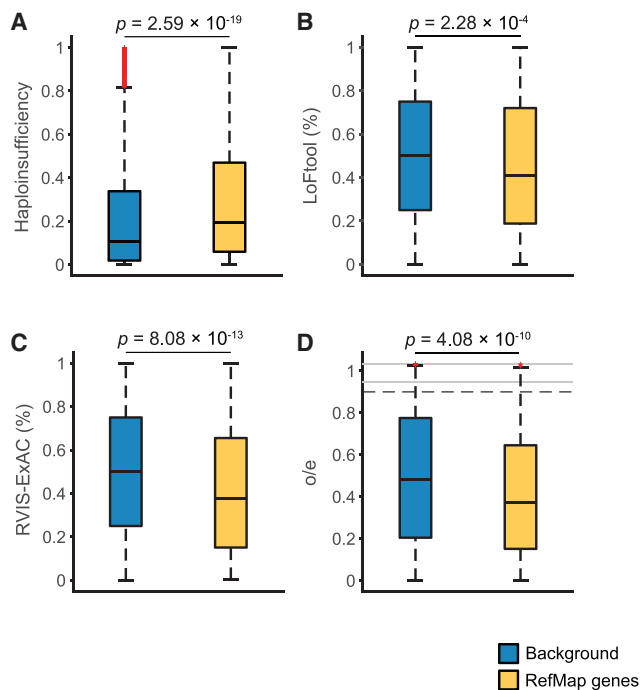 A
p = 2.59 × 10-19
Haploinsufficiency
1
0.8
0.6
0.4
0.2
0
B
p = 2.28 × 10-4
LoFtool (%)
1
0.8
0.6
0.4
0.2
0
C
p = 8.08 × 10-13
RVIS-ExAC (%)
1
0.8
0.6
0.4
0.2
0
D
p = 4.08 × 10-10
o/e
1
0.8
0.6
0.4
0.2
0
Background
RefMap genes